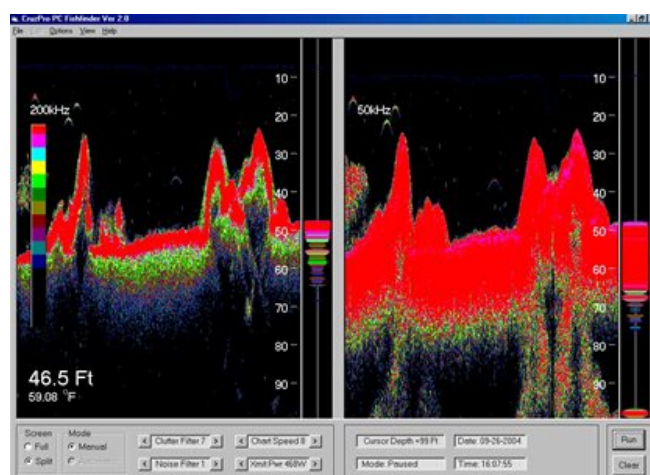 CruzPro PC Fishfinder Ver 2.0
File Edit Options View Help
200kHz
10
20
30
40
50
60
70
80
90
46.5 Ft
59.08 °F
50kHz
10
20
30
40
50
60
70
80
90
Screen
Full
Split
Mode
Manual
Clutter Filter 7
Chart Speed 8
Noise Filter 1
Xmit Pwr 468W
Cursor Depth =99 Ft
Date: 09-26-2004
Mode: Paused
Time: 16:07:55
Run
Clear